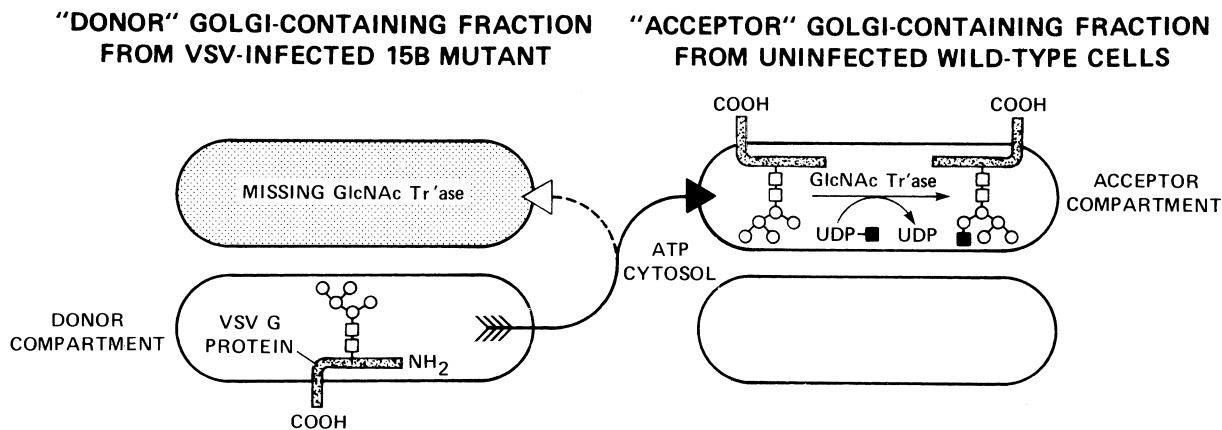 "DONOR" GOLGI-CONTAINING FRACTION
FROM VSV-INFECTED 15B MUTANT
"ACCEPTOR" GOLGI-CONTAINING FRACTION
FROM UNINFECTED WILD-TYPE CELLS
MISSING GlcNAc Tr'ase
DONOR
COMPARTMENT
VSV G
PROTEIN
NH2
COOH
ATP
CYTOSOL
COOH
COOH
GlcNAc Tr'ase
UDP
UDP
ACCEPTOR
COMPARTMENT